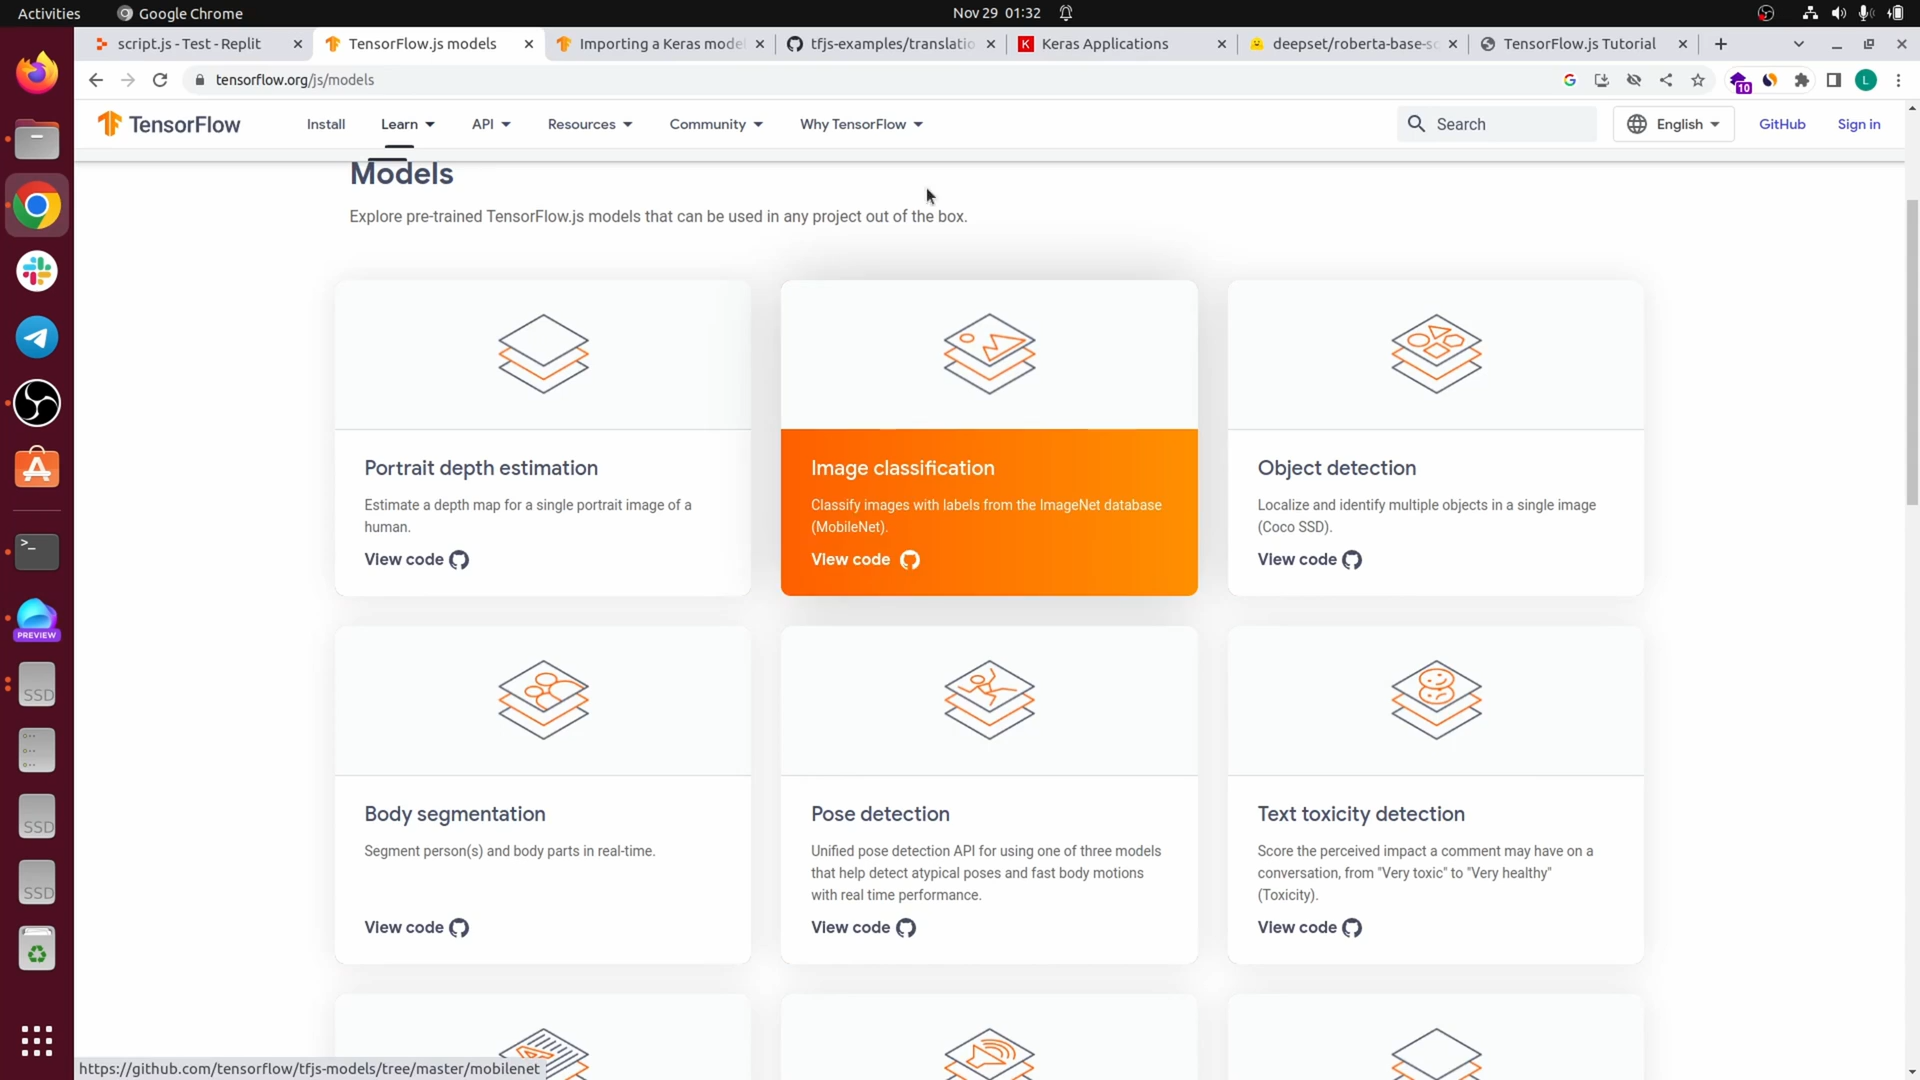 Activities
Google Chrome
Nov 29 01:32
script.js - Test - Replit
TensorFlow.js models
Importing a Keras model
tfjs-examples/translatio
Keras Applications
deepset/roberta-base-sq
TensorFlow.js Tutorial
tensorflow.org/js/models
10
L
TensorFlow
Install
Learn
API
Resources
Community
Why TensorFlow
Search
English
GitHub
Sign in
Models
Explore pre-trained TensorFlow.js models that can be used in any project out of the box.
Portrait depth estimation
Estimate a depth map for a single portrait image of a
human.
VIew code
Image classification
Classify images with labels from the ImageNet database
(MobileNet).
VIew code
Object detection
Localize and identify multiple objects in a single image
(Coco SSD).
VIew code
Body segmentation
Segment person(s) and body parts in real-time.
VIew code
Pose detection
Unified pose detection API for using one of three models
that help detect atypical poses and fast body motions
with real time performance.
VIew code
Text toxicity detection
Score the perceived impact a comment may have on a
conversation, from "Very toxic" to "Very healthy"
(Toxicity).
VIew code
PREVIEW
SSD
SSD
SSD
https://github.com/tensorflow/tfjs-models/tree/master/mobilenet